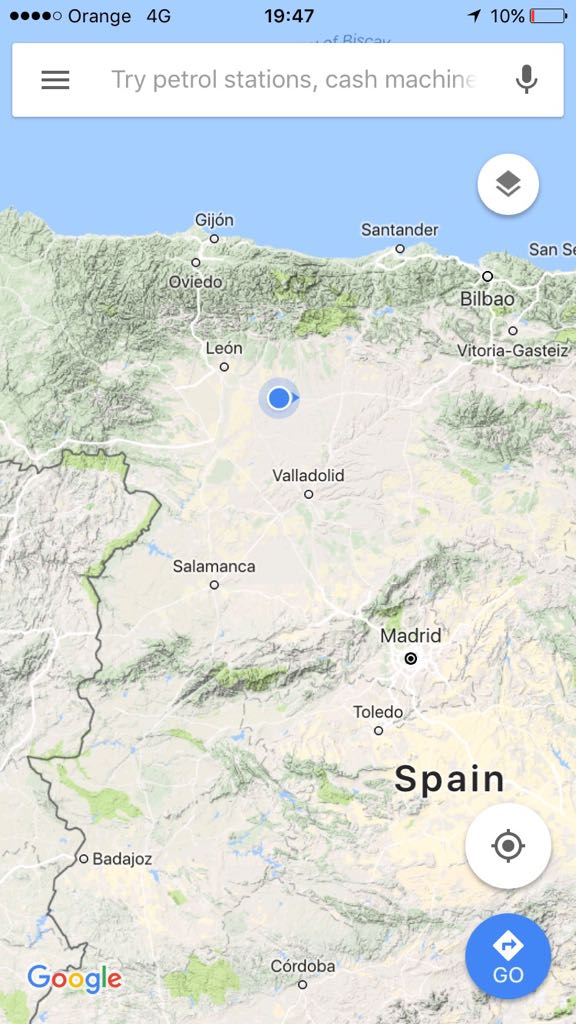 Orange 4G 19:47 10%
of Biscay
Try petrol stations, cash machine
Gijón
Santander
San Se
Oviedo
Bilbao
León
Vitoria-Gasteiz
Valladolid
Salamanca
Madrid
Toledo
Spain
Badajoz
Córdoba
Google
GO